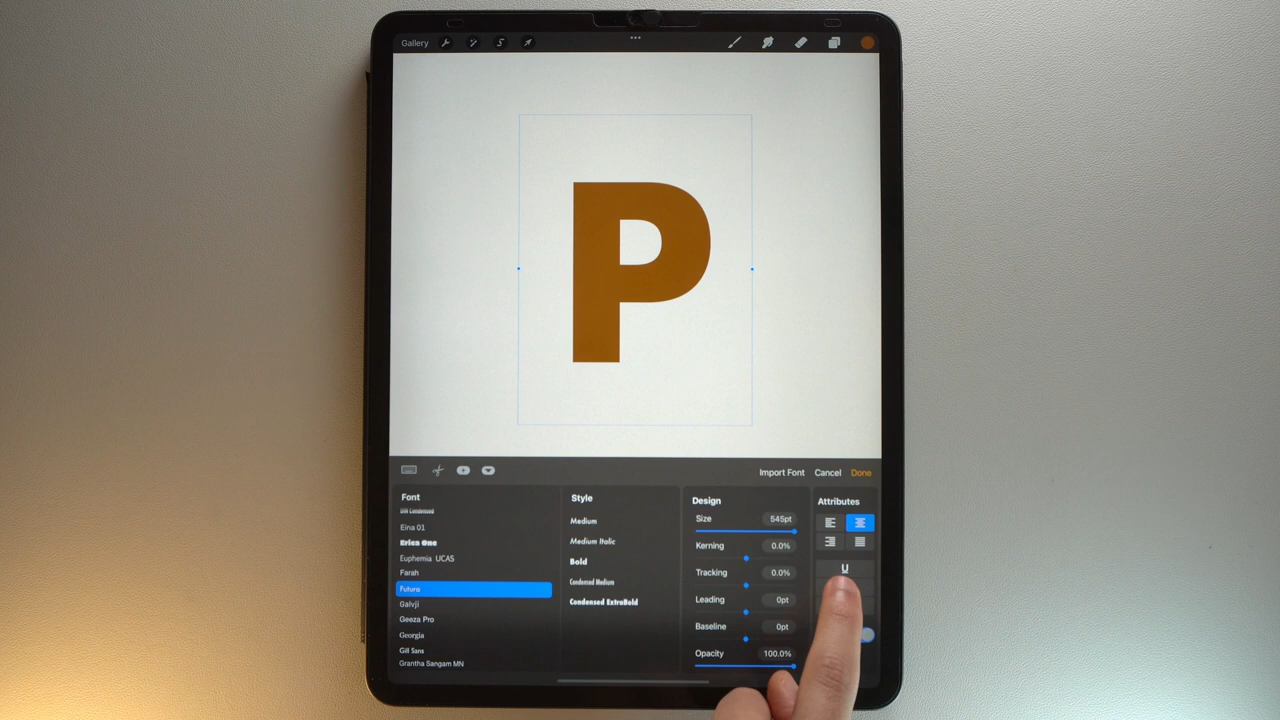 Gallery
P
Import Font Cancel Done
Font
Gill Condensed
Eina 01
Erica One
Euphemia UCAS
Farah
Futura
Galvji
Geeza Pro
Georgia
Gill Sans
Grantha Sangam MN
Style
Medium
Medium Italic
Bold
Condensed Medium
Condensed ExtraBold
Design
Size 545pt
Kerning 0.0%
Tracking 0.0%
Leading 0pt
Baseline 0pt
Opacity 100.0%
Attributes
U